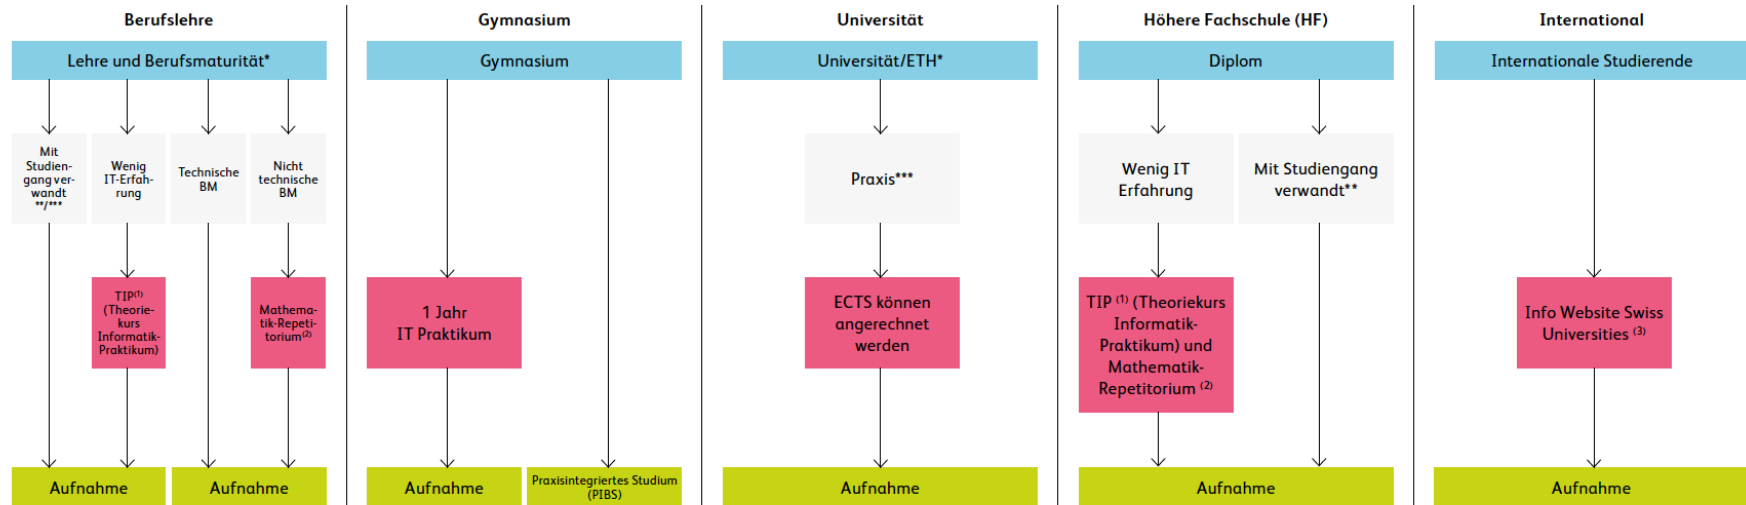 Berufslehre
Lehre und Berufsmaturität*
Mit
Studien-
gang ver-
wandt
**/***
Wenig
IT-Erfah-
rung
Technische
BM
Nicht
technische
BM
TIP(1)
(Theorie-
kurs
Informatik-
Praktikum)
Mathema-
tik-Repeti-
torium(2)
Aufnahme
Aufnahme
Gymnasium
Gymnasium
1 Jahr
IT Praktikum
Aufnahme
Praxisintegriertes Studium
(PIBS)
Universität
Universität/ETH*
Praxis***
ECTS können
angerechnet
werden
Aufnahme
Höhere Fachschule (HF)
Diplom
Wenig IT
Erfahrung
Mit Studiengang
verwandt**
TIP (1) (Theoriekurs
Informatik-
Praktikum) und
Mathematik-
Repetitorium (2)
Aufnahme
International
Internationale Studierende
Info Website Swiss
Universities (3)
Aufnahme